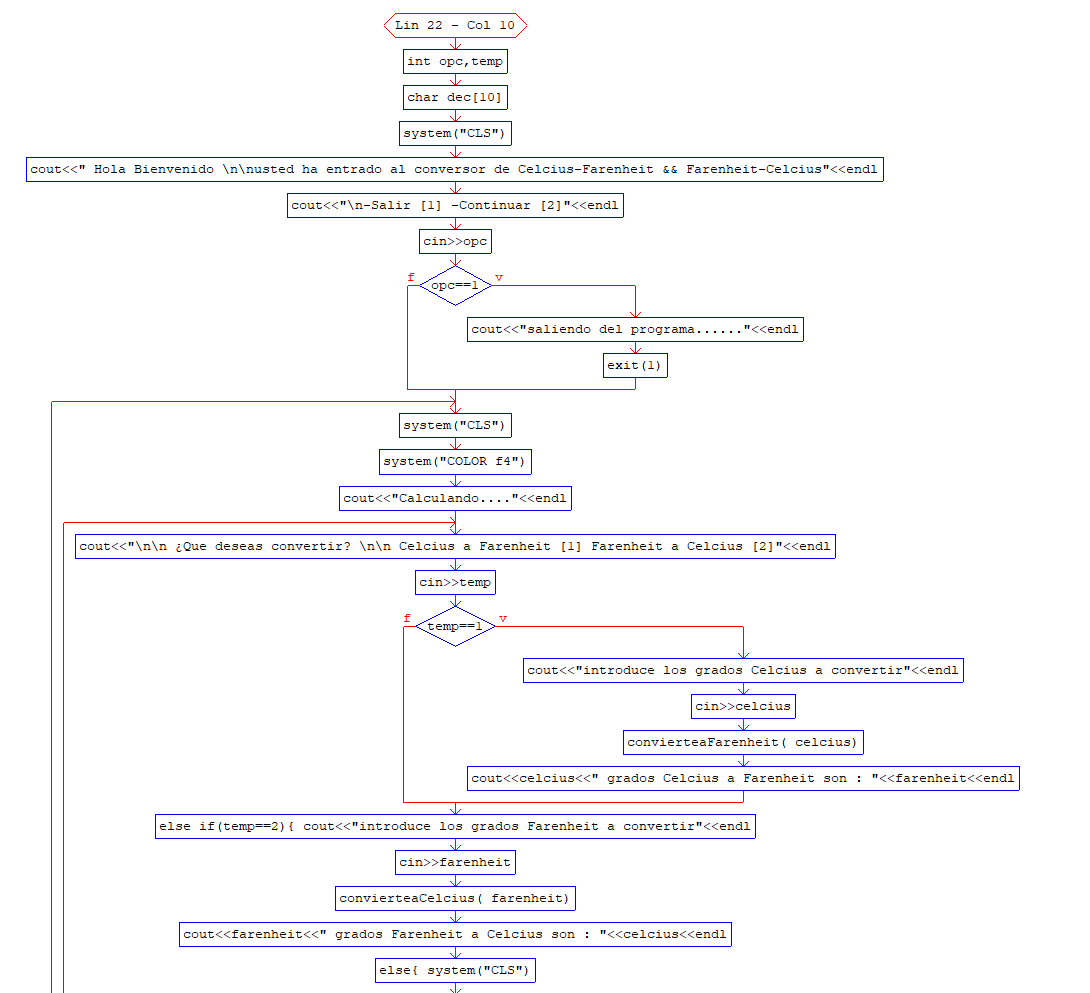 Lin 22 - Col 10
int opc,temp
char dec[10]
system("CLS")
cout<<" Hola Bienvenido \n\nusted ha entrado al conversor de Celcius-Farenheit && Farenheit-Celcius"<<endl
cout<<"\n-Salir [1] -Continuar [2]"<<endl
cin>>opc
f
v
opc==1
cout<<"saliendo del programa......"<<endl
exit(1)
system("CLS")
system("COLOR f4")
cout<<"Calculando...."<<endl
cout<<"\n\n ¿Que deseas convertir? \n\n Celcius a Farenheit [1] Farenheit a Celcius [2]"<<endl
cin>>temp
f
v
temp==1
cout<<"introduce los grados Celcius a convertir"<<endl
cin>>celcius
convierteaFarenheit( celcius)
cout<<celcius<<" grados Celcius a Farenheit son : "<<farenheit<<endl
else if(temp==2){ cout<<"introduce los grados Farenheit a convertir"<<endl
cin>>farenheit
convierteaCelcius( farenheit)
cout<<farenheit<<" grados Farenheit a Celcius son : "<<celcius<<endl
else{ system("CLS")